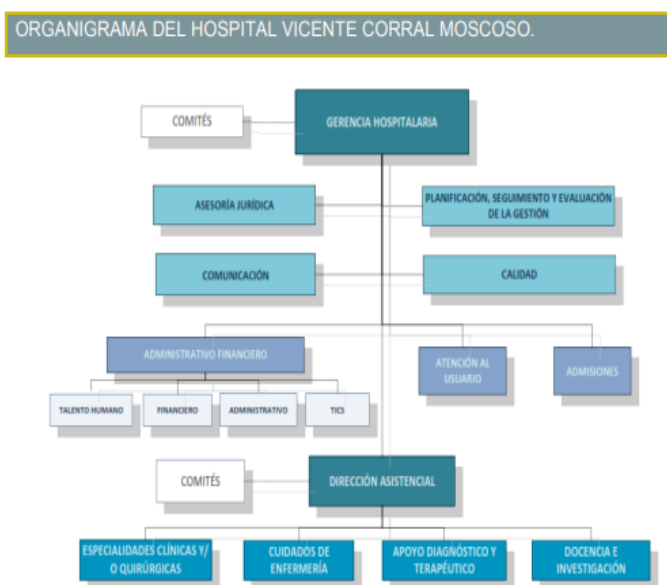 ORGANIGRAMA DEL HOSPITAL VICENTE CORRAL MOSCOSO.
COMITÉS
GERENCIA HOSPITALARIA
ASESORÍA JURÍDICA
PLANIFICACIÓN, SEGUIMIENTO Y EVALUACIÓN
DE LA GESTIÓN
COMUNICACIÓN
CALIDAD
ADMINISTRATIVO FINANCIERO
ATENCIÓN AL
USUARIO
ADMISIONES
TALENTO HUMANO
FINANCIERO
ADMINISTRATIVO
TICS
COMITÉS
DIRECCIÓN ASISTENCIAL
ESPECIALIDADES CLÍNICAS Y/
O QUIRÚRGICAS
CUIDADOS DE
ENFERMERÍA
APOYO DIAGNÓSTICO Y
TERAPÉUTICO
DOCENCIA E
INVESTIGACIÓN